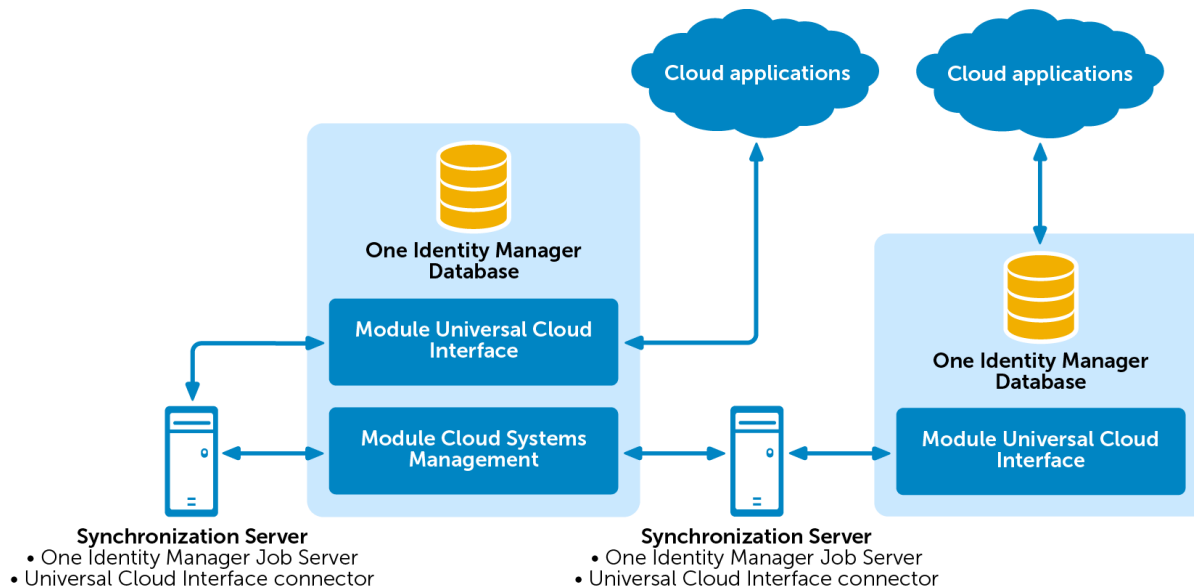 Cloud applications
Cloud applications
One Identity Manager
Database
Module Universal Cloud
Interface
Module Cloud Systems
Management
One Identity Manager
Database
Module Universal Cloud
Interface
Synchronization Server
• One Identity Manager Job Server
• Universal Cloud Interface connector
Synchronization Server
• One Identity Manager Job Server
• Universal Cloud Interface connector